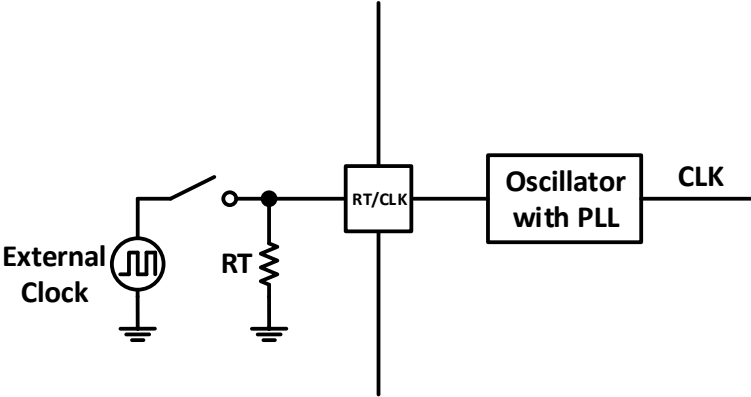 RT/CLK
Oscillator
with PLL
CLK
External
Clock
RT